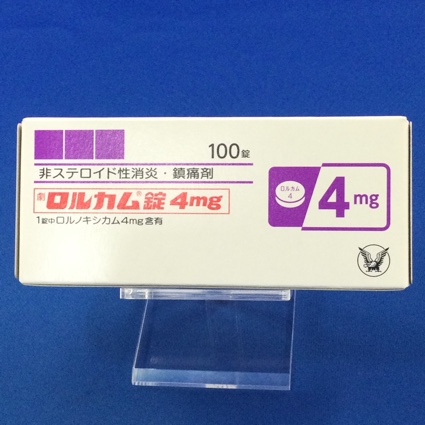 100錠
非ステロイド性消炎・鎮痛剤
劇 ロルカム®錠 4mg
1錠中ロルノキシカム4mg含有
ロルカム
4
4mg